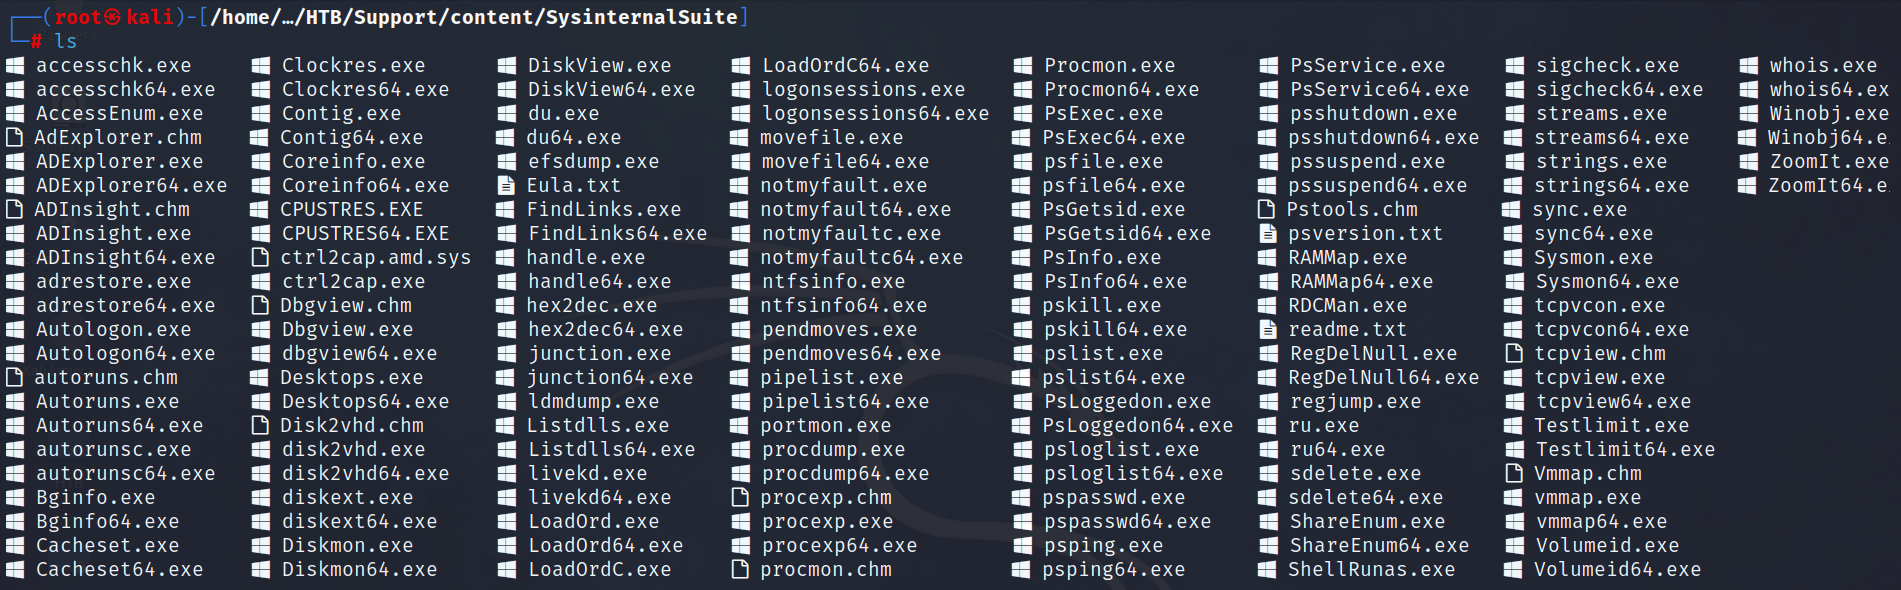 ┌──(root㉿kali)-[/home/…/HTB/Support/content/SysinternalSuite]
└─# ls
accesschk.exe Clockres.exe DiskView.exe LoadOrdC64.exe Procmon.exe PsService.exe sigcheck.exe whois.exe
accesschk64.exe Clockres64.exe DiskView64.exe logonsessions.exe Procmon64.exe PsService64.exe sigcheck64.exe whois64.ex
AccessEnum.exe Contig.exe du.exe logonsessions64.exe PsExec.exe psshutdown.exe streams.exe Winobj.exe
AdExplorer.chm Contig64.exe du64.exe movefile.exe PsExec64.exe psshutdown64.exe streams64.exe Winobj64.e
ADExplorer.exe Coreinfo.exe efsdump.exe movefile64.exe psfile.exe pssuspend.exe strings.exe ZoomIt.exe
ADExplorer64.exe Coreinfo64.exe Eula.txt notmyfault.exe psfile64.exe pssuspend64.exe strings64.exe ZoomIt64.e
ADInsight.chm CPUSTRES.EXE FindLinks.exe notmyfault64.exe PsGetsid.exe Pstools.chm sync.exe
ADInsight.exe CPUSTRES64.EXE FindLinks64.exe notmyfaultc.exe PsGetsid64.exe psversion.txt sync64.exe
ADInsight64.exe ctrl2cap.amd.sys handle.exe notmyfaultc64.exe PsInfo.exe RAMMap.exe Sysmon.exe
adrestore.exe ctrl2cap.exe handle64.exe ntfsinfo.exe PsInfo64.exe RAMMap64.exe Sysmon64.exe
adrestore64.exe Dbgview.chm hex2dec.exe ntfsinfo64.exe pskill.exe RDCMan.exe tcpvcon.exe
Autologon.exe Dbgview.exe hex2dec64.exe pendmoves.exe pskill64.exe readme.txt tcpvcon64.exe
Autologon64.exe dbgview64.exe junction.exe pendmoves64.exe pslist.exe RegDelNull.exe tcpview.chm
autoruns.chm Desktops.exe junction64.exe pipelist.exe pslist64.exe RegDelNull64.exe tcpview.exe
Autoruns.exe Desktops64.exe ldmdump.exe pipelist64.exe PsLoggedon.exe regjump.exe tcpview64.exe
Autoruns64.exe Disk2vhd.chm Listdlls.exe portmon.exe PsLoggedon64.exe ru.exe Testlimit.exe
autorunsc.exe disk2vhd.exe Listdlls64.exe procdump.exe psloglist.exe ru64.exe Testlimit64.exe
autorunsc64.exe disk2vhd64.exe livekd.exe procdump64.exe psloglist64.exe sdelete.exe Vmmap.chm
Bginfo.exe diskext.exe livekd64.exe procexp.chm pspasswd.exe sdelete64.exe vmmap.exe
Bginfo64.exe diskext64.exe LoadOrd.exe procexp.exe pspasswd64.exe ShareEnum.exe vmmap64.exe
Cacheset.exe Diskmon.exe LoadOrd64.exe procexp64.exe psping.exe ShareEnum64.exe Volumeid.exe
Cacheset64.exe Diskmon64.exe LoadOrdC.exe procmon.chm psping64.exe ShellRunas.exe Volumeid64.exe